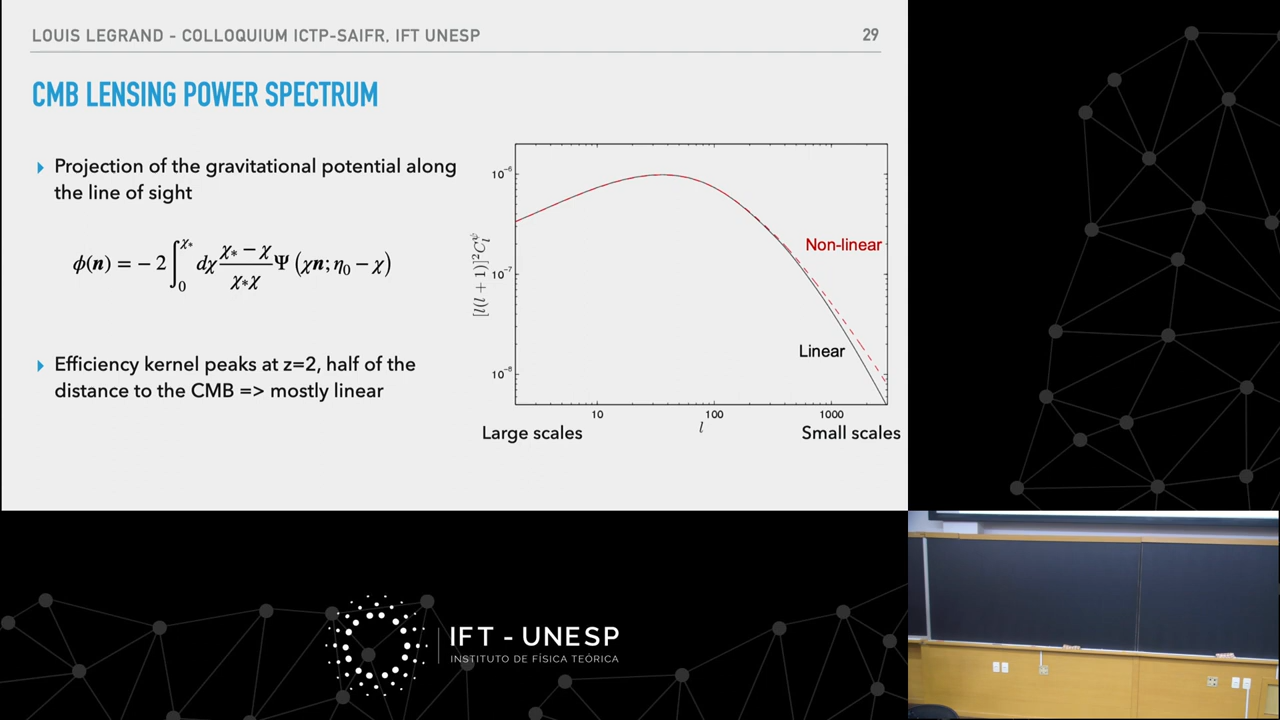 LOUIS LEGRAND - COLLOQUIUM ICTP-SAIFR, IFT UNESP 29
CMB LENSING POWER SPECTRUM
Projection of the gravitational potential along
the line of sight
ϕ(n) = − 2 ∫₀^χ* dχ (χ* − χ)/(χ*χ) Ψ (χn; η₀ − χ)
Efficiency kernel peaks at z=2, half of the
distance to the CMB => mostly linear
10⁻⁶
10⁻⁷
10⁻⁸
[l(l + 1)]²C_l^ψ
Non-linear
Linear
10 100 1000
l
Large scales Small scales
IFT - UNESP
INSTITUTO DE FÍSICA TEÓRICA